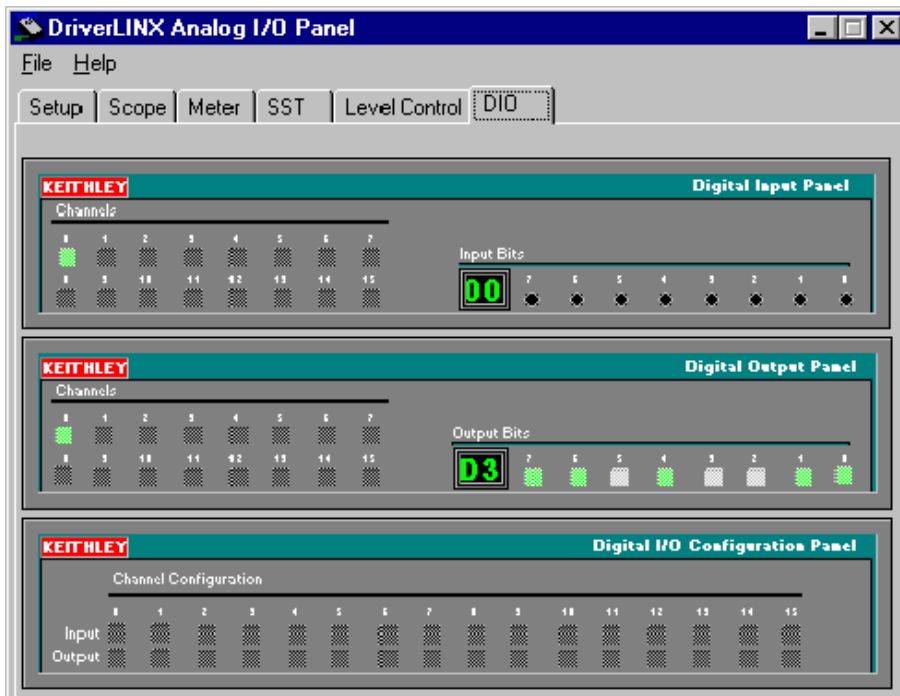 DriverLINX Analog I/O Panel
File Help
Setup Scope Meter SST Level Control DIO
KEITHLEY Digital Input Panel
Channels
0 1 2 3 4 5 6 7
8 9 10 11 12 13 14 15
Input Bits
D0 7 6 5 4 3 2 1 0
KEITHLEY Digital Output Panel
Channels
0 1 2 3 4 5 6 7
8 9 10 11 12 13 14 15
Output Bits
D3 7 6 5 4 3 2 1 0
KEITHLEY Digital I/O Configuration Panel
Channel Configuration
0 1 2 3 4 5 6 7 8 9 10 11 12 13 14 15
Input
Output